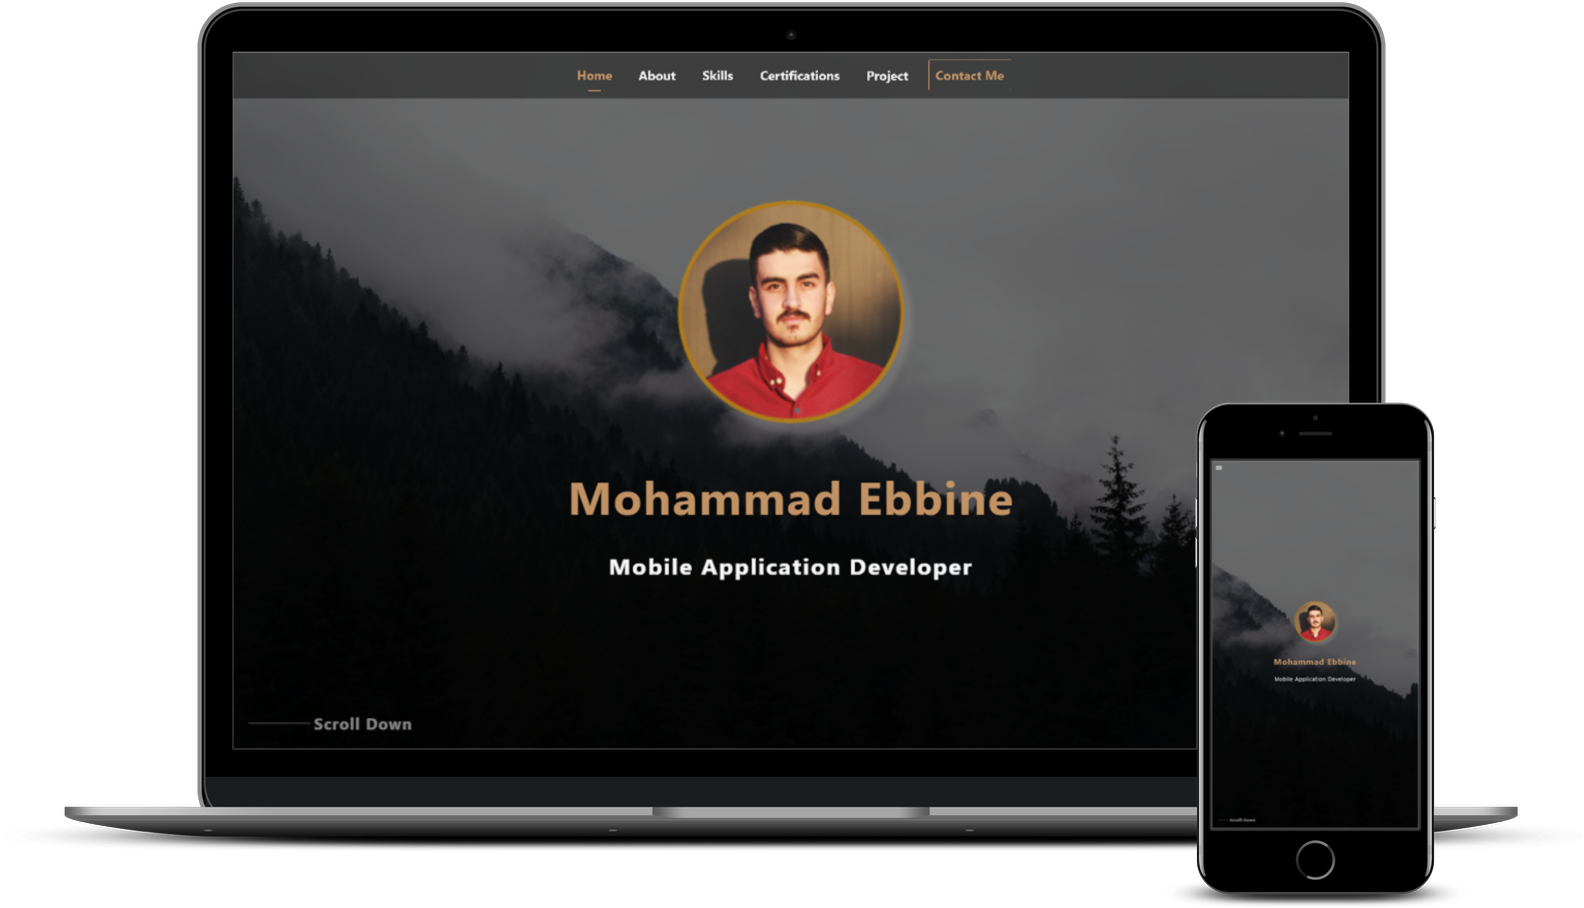 Home About Skills Certifications Project Contact Me
Mohammad Ebbine
Mobile Application Developer
Scroll Down
Mohammad Ebbine
Mobile Application Developer
Scroll Down